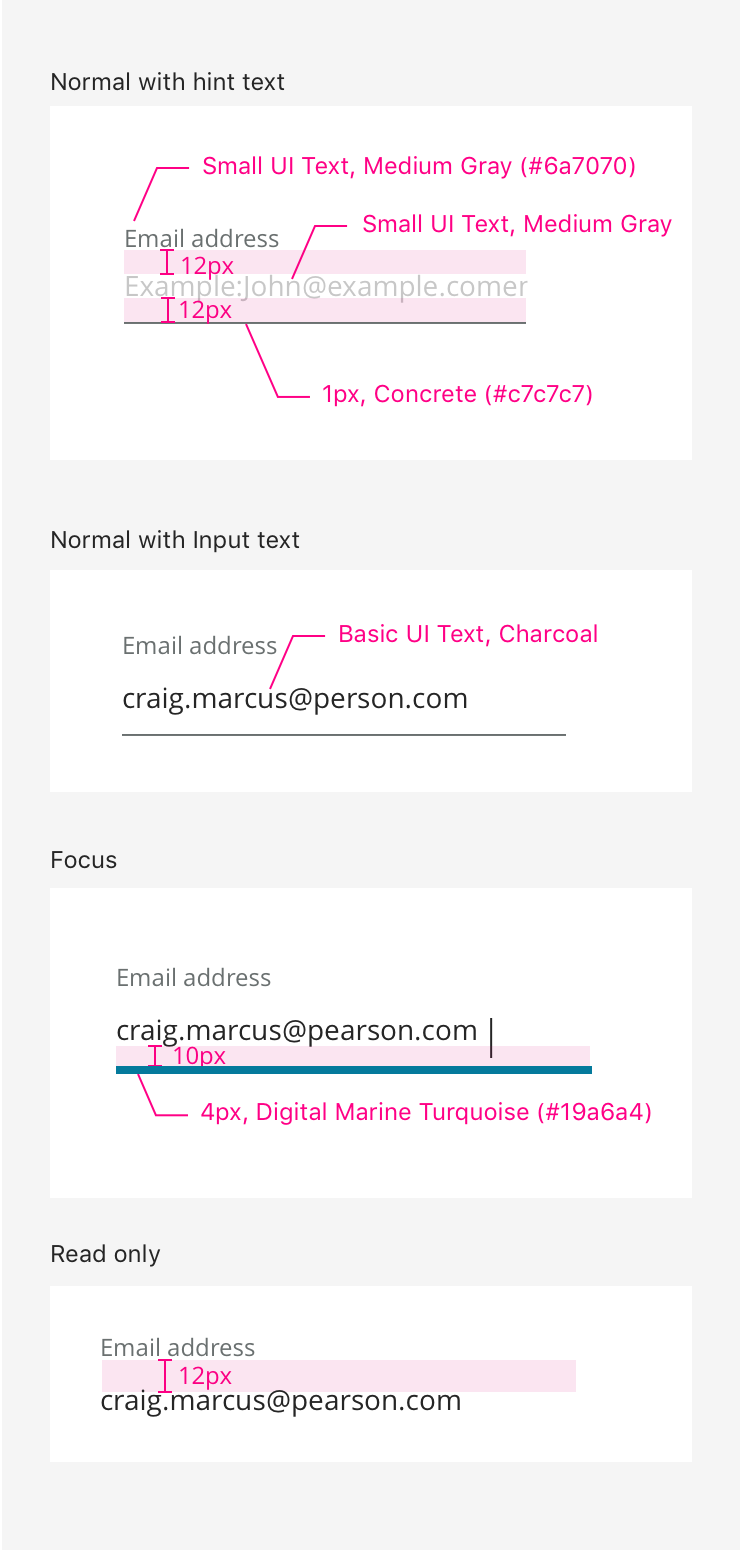 Normal with hint text
Small UI Text, Medium Gray (#6a7070)
Small UI Text, Medium Gray
Email address
12px
Example:John@example.comer
12px
1px, Concrete (#c7c7c7)
Normal with Input text
Basic UI Text, Charcoal
Email address
craig.marcus@person.com
Focus
Email address
craig.marcus@pearson.com
10px
4px, Digital Marine Turquoise (#19a6a4)
Read only
Email address
12px
craig.marcus@pearson.com